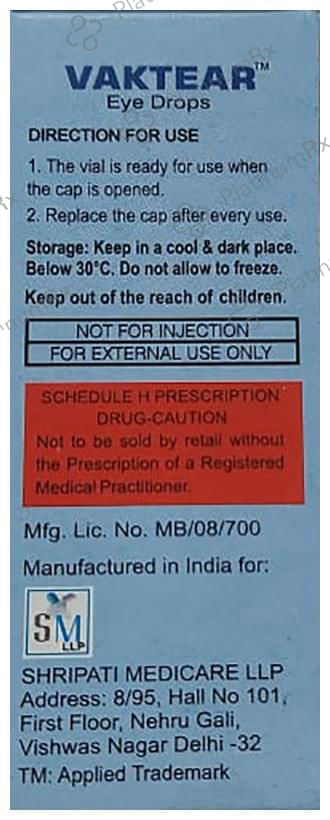 VAKTEAR™
Eye Drops
DIRECTION FOR USE
1. The vial is ready for use when
the cap is opened.
2. Replace the cap after every use.
Storage: Keep in a cool & dark place.
Below 30°C. Do not allow to freeze.
Keep out of the reach of children.
NOT FOR INJECTION
FOR EXTERNAL USE ONLY
SCHEDULE H PRESCRIPTION
DRUG-CAUTION
Not to be sold by retail without
the Prescription of a Registered
Medical Practitioner.
Mfg. Lic. No. MB/08/700
Manufactured in India for:
SM
LLP
SHRIPATI MEDICARE LLP
Address: 8/95, Hall No 101,
First Floor, Nehru Gali,
Vishwas Nagar Delhi -32
TM: Applied Trademark